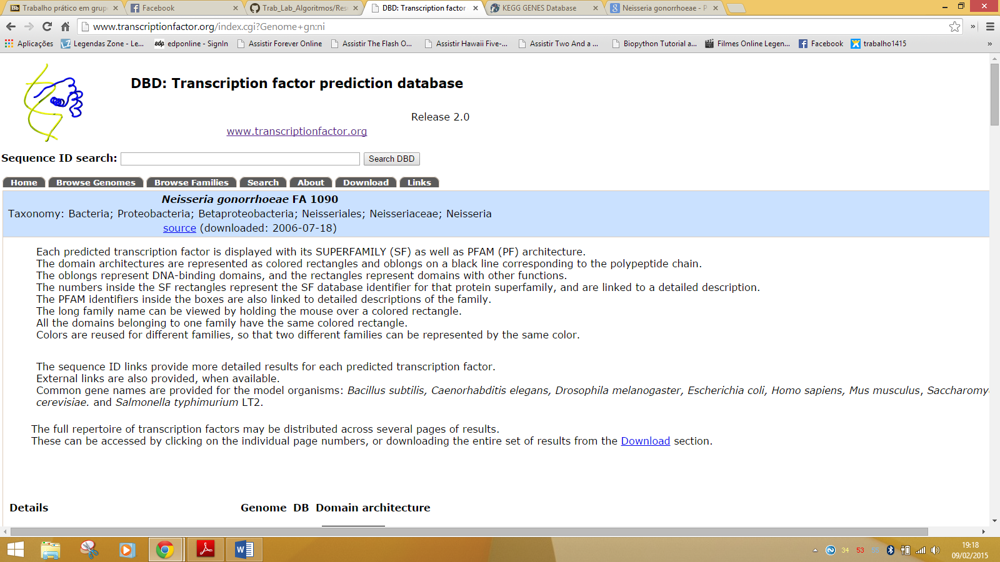 Trabalho prático em grup
Facebook
Trab_Lab_Algoritmos/Res
DBD: Transcription factor
KEGG GENES Database
Neisseria gonorrhoeae - P
www.transcriptionfactor.org/index.cgi?Genome+gn:ni
Aplicações
Legendas Zone - Le...
edp edponline - SignIn
Assistir Forever Online
Assistir The Flash O...
Assistir Hawaii Five-...
Assistir Two And a ...
Biopython Tutorial a...
Filmes Online Legen...
Facebook
trabalho1415
DBD: Transcription factor prediction database
Release 2.0
www.transcriptionfactor.org
Sequence ID search:
Search DBD
Home Browse Genomes Browse Families Search About Download Links
Neisseria gonorrhoeae FA 1090
Taxonomy: Bacteria; Proteobacteria; Betaproteobacteria; Neisseriales; Neisseriaceae; Neisseria
source (downloaded: 2006-07-18)
Each predicted transcription factor is displayed with its SUPERFAMILY (SF) as well as PFAM (PF) architecture.
The domain architectures are represented as colored rectangles and oblongs on a black line corresponding to the polypeptide chain.
The oblongs represent DNA-binding domains, and the rectangles represent domains with other functions.
The numbers inside the SF rectangles represent the SF database identifier for that protein superfamily, and are linked to a detailed description.
The PFAM identifiers inside the boxes are also linked to detailed descriptions of the family.
The long family name can be viewed by holding the mouse over a colored rectangle.
All the domains belonging to one family have the same colored rectangle.
Colors are reused for different families, so that two different families can be represented by the same color.
The sequence ID links provide more detailed results for each predicted transcription factor.
External links are also provided, when available.
Common gene names are provided for the model organisms: Bacillus subtilis, Caenorhabditis elegans, Drosophila melanogaster, Escherichia coli, Homo sapiens, Mus musculus, Saccharomy
cerevisiae. and Salmonella typhimurium LT2.
The full repertoire of transcription factors may be distributed across several pages of results.
These can be accessed by clicking on the individual page numbers, or downloading the entire set of results from the Download section.
Details Genome DB Domain architecture
34 53
19:18
09/02/2015